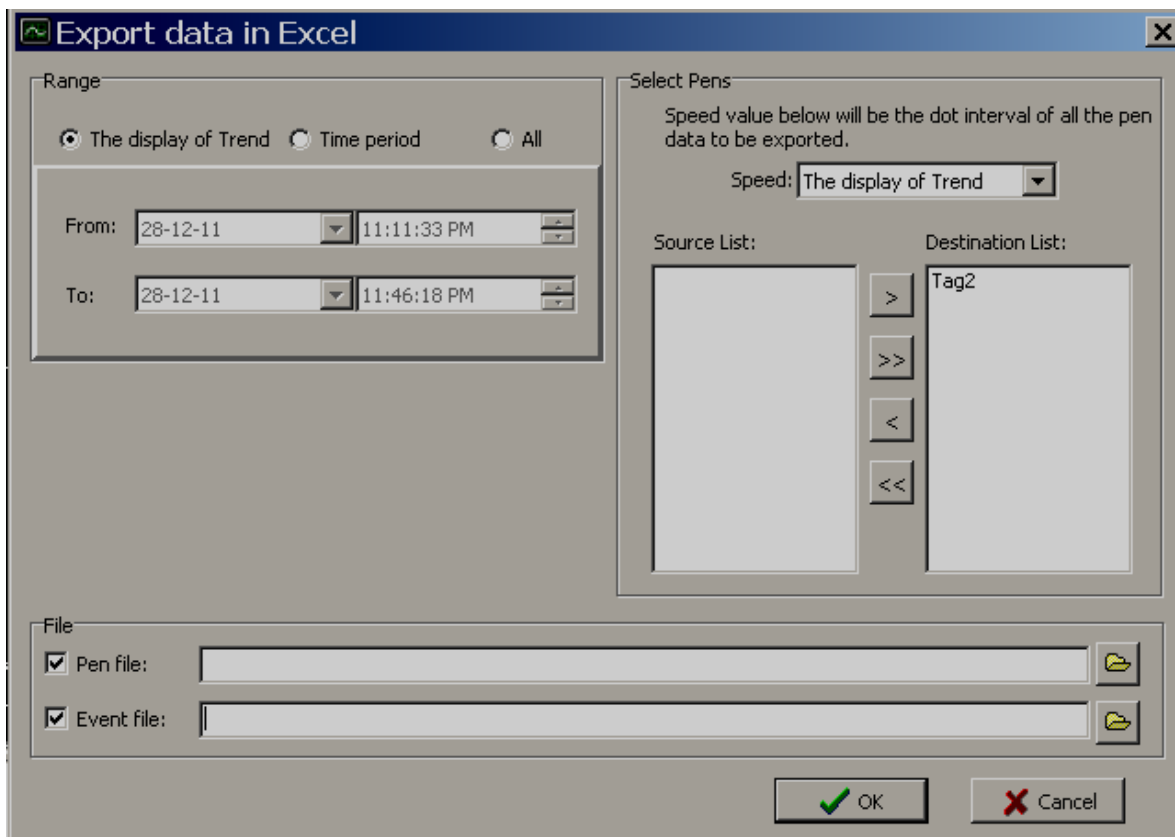 Export data in Excel
Range
The display of Trend Time period All
From: 28-12-11 11:11:33 PM
To: 28-12-11 11:46:18 PM
Select Pens
Speed value below will be the dot interval of all the pen
data to be exported.
Speed: The display of Trend
Source List: Destination List:
Tag2
>
>>
<
<<
File
Pen file:
Event file:
OK Cancel